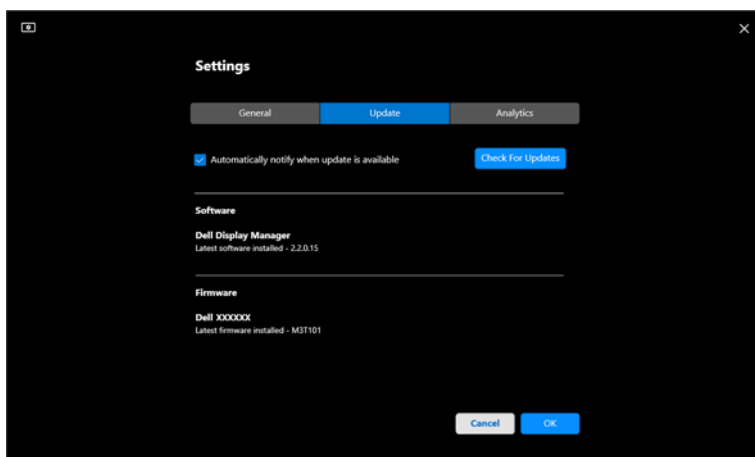 Settings
General Update Analytics
Automatically notify when update is available Check For Updates
Software
Dell Display Manager
Latest software installed - 2.2.0.15
Firmware
Dell XXXXXX
Latest firmware installed - M3T101
Cancel OK